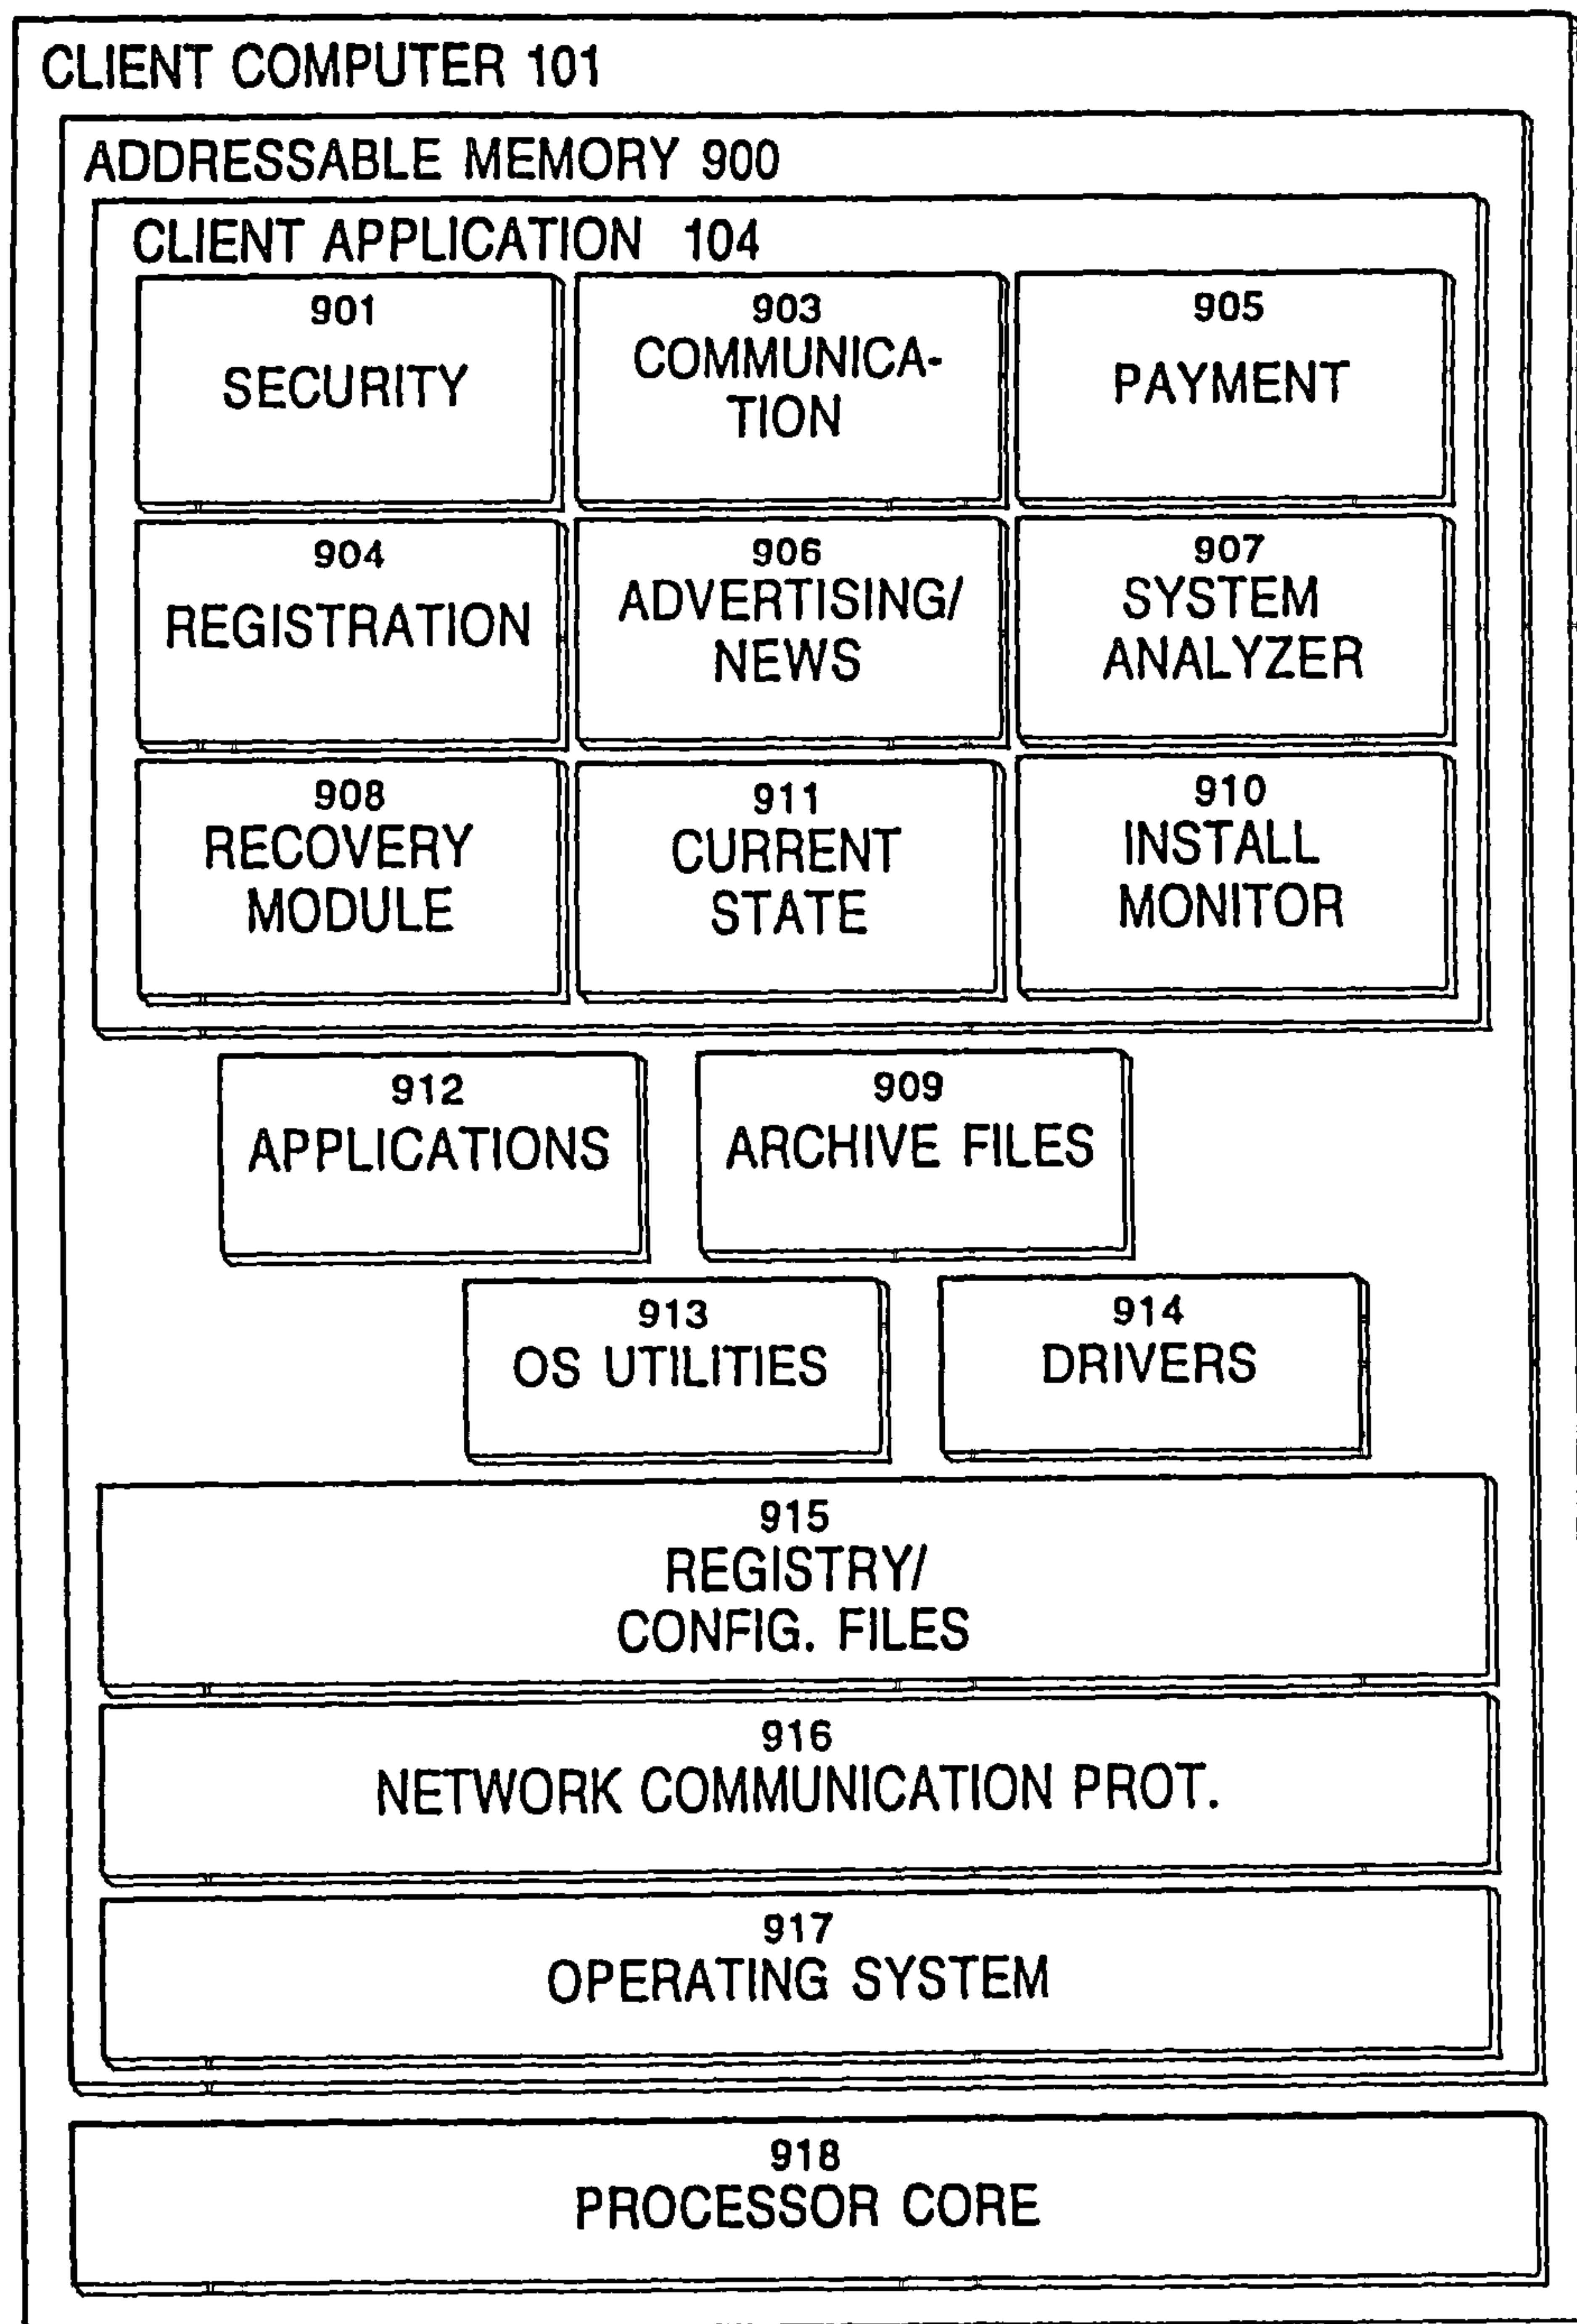 CLIENT COMPUTER 101
ADDRESSABLE MEMORY 900
CLIENT APPLICATION 104
901
SECURITY
903
COMMUNICA-
TION
905
PAYMENT
904
REGISTRATION
906
ADVERTISING/
NEWS
907
SYSTEM
ANALYZER
908
RECOVERY
MODULE
911
CURRENT
STATE
910
INSTALL
MONITOR
912
APPLICATIONS
909
ARCHIVE FILES
913
OS UTILITIES
914
DRIVERS
915
REGISTRY/
CONFIG. FILES
916
NETWORK COMMUNICATION PROT.
917
OPERATING SYSTEM
918
PROCESSOR CORE